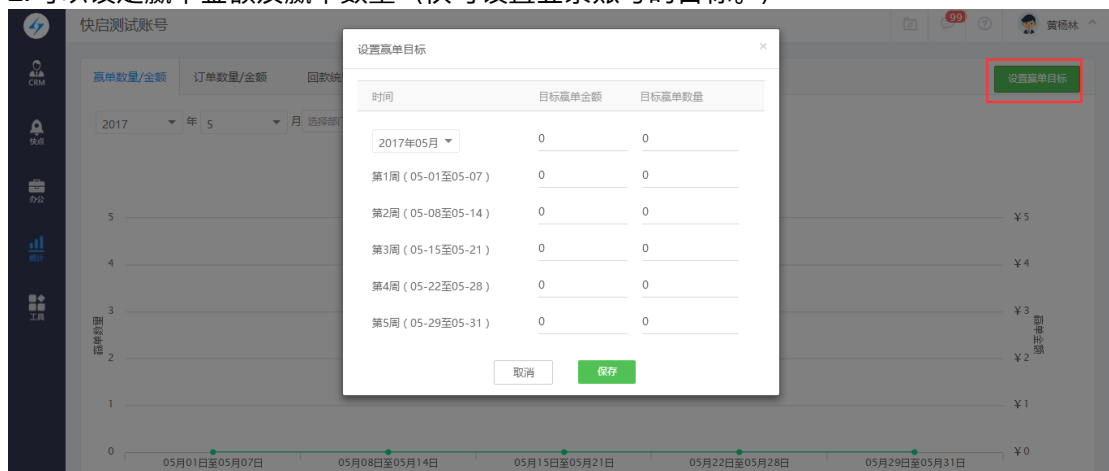 快启测试账号
99
黄杨林
设置赢单目标
×
CRM
赢单数量/金额 订单数量/金额 回款统
设置赢单目标
时间 目标赢单金额 目标赢单数量
2017 年 5 月 选择部门
快点
2017年05月 0 0
第1周 ( 05-01至05-07 ) 0 0
办公
第2周 ( 05-08至05-14 ) 0 0
5 ¥5
统计
第3周 ( 05-15至05-21 ) 0 0
4 ¥4
第4周 ( 05-22至05-28 ) 0 0
工具
3 ¥3
第5周 ( 05-29至05-31 ) 0 0
赢单数量
赢单金额
2 ¥2
取消 保存
1 ¥1
0 ¥0
05月01日至05月07日 05月08日至05月14日 05月15日至05月21日 05月22日至05月28日 05月29日至05月31日